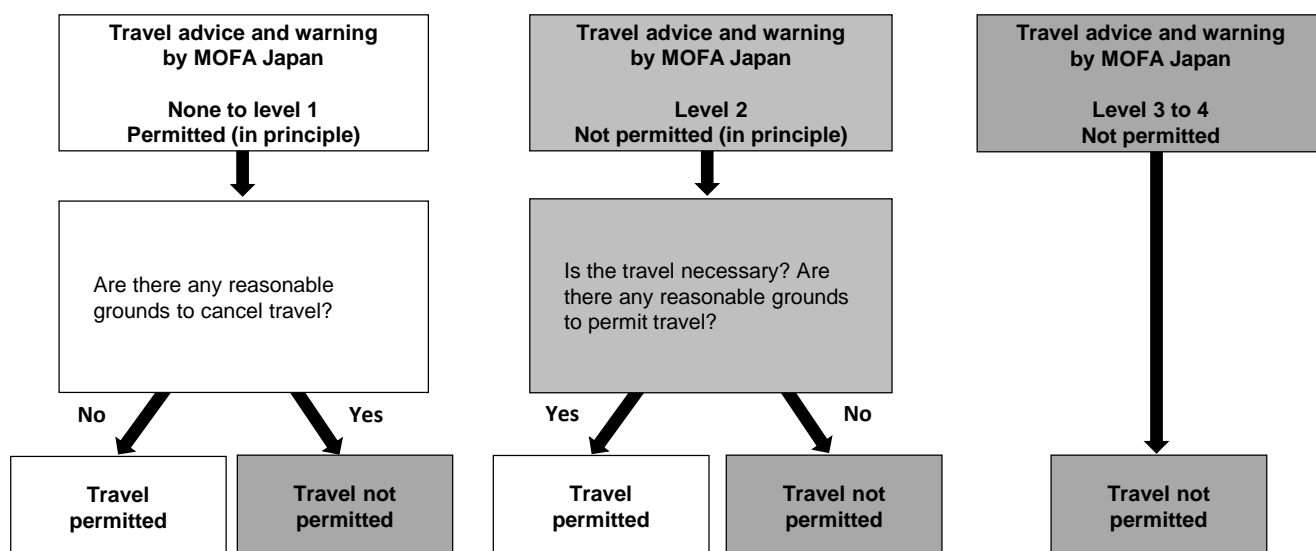 Travel advice and warning
by MOFA Japan
None to level 1
Permitted (in principle)
Travel advice and warning
by MOFA Japan
Level 2
Not permitted (in principle)
Travel advice and warning
by MOFA Japan
Level 3 to 4
Not permitted
Are there any reasonable
grounds to cancel travel?
Is the travel necessary? Are
there any reasonable grounds
to permit travel?
No
Yes
Yes
No
Travel
permitted
Travel not
permitted
Travel
permitted
Travel not
permitted
Travel not
permitted